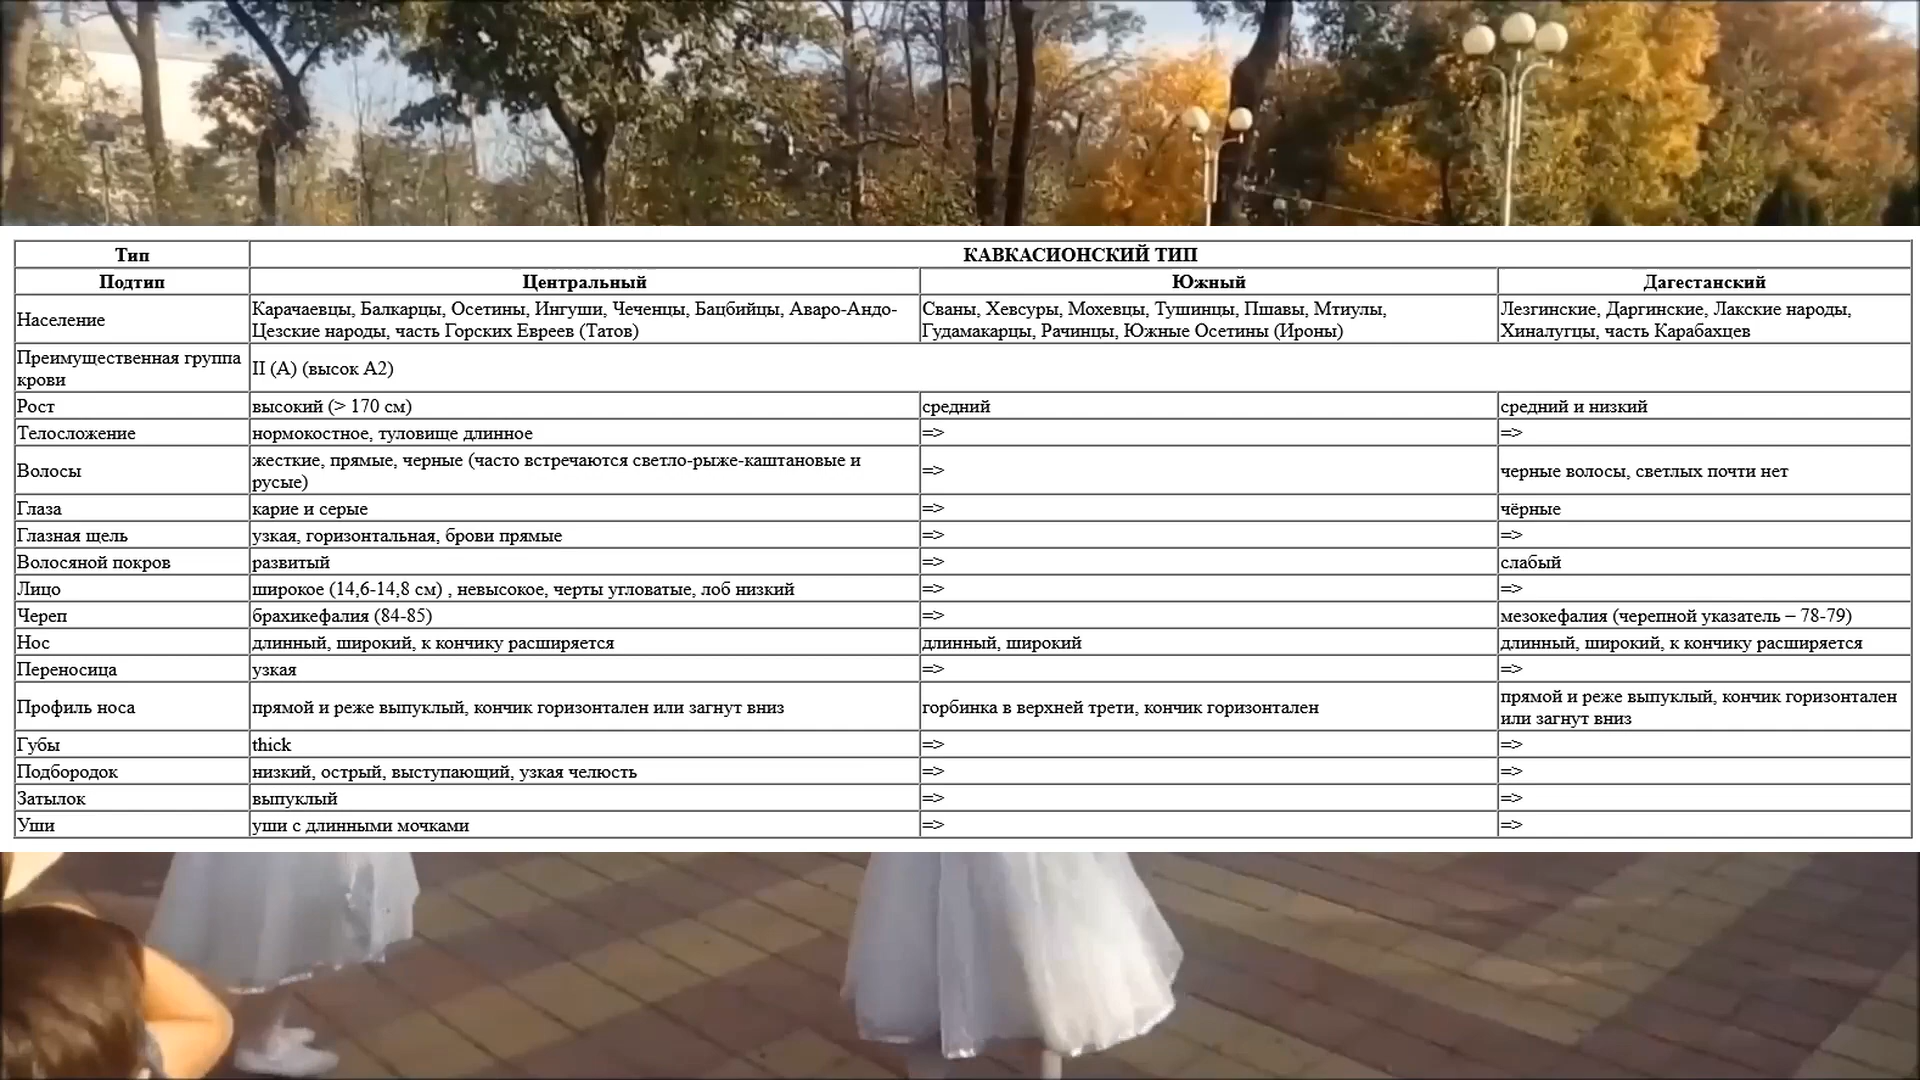 Тип КАВКАСИОНСКИЙ ТИП
Подтип Центральный Южный Дагестанский
Население Карачаевцы, Балкарцы, Осетины, Ингуши, Чеченцы, Бацбийцы, Аваро-Андо-
Цезские народы, часть Горских Евреев (Татов)
Сваны, Хевсуры, Мохевцы, Тушинцы, Пшавы, Мтиулы,
Гудамакарцы, Рачинцы, Южные Осетины (Ироны)
Лезгинские, Даргинские, Лакские народы,
Хиналугцы, часть Карабахцев
Преимущественная группа
крови
II (A) (высок A2)
Рост высокий (> 170 см) средний средний и низкий
Телосложение нормокостное, туловище длинное => =>
Волосы жесткие, прямые, черные (часто встречаются светло-рыже-каштановые и
русые)
=> черные волосы, светлых почти нет
Глаза карие и серые => чёрные
Глазная щель узкая, горизонтальная, брови прямые => =>
Волосяной покров развитый => слабый
Лицо широкое (14,6-14,8 см) , невысокое, черты угловатые, лоб низкий => =>
Череп брахикефалия (84-85) => мезокефалия (черепной указатель – 78-79)
Нос длинный, широкий, к кончику расширяется длинный, широкий длинный, широкий, к кончику расширяется
Переносица узкая => =>
Профиль носа прямой и реже выпуклый, кончик горизонтален или загнут вниз горбинка в верхней трети, кончик горизонтален прямой и реже выпуклый, кончик горизонтален
или загнут вниз
Губы thick => =>
Подбородок низкий, острый, выступающий, узкая челюсть => =>
Затылок выпуклый => =>
Уши уши с длинными мочками => =>